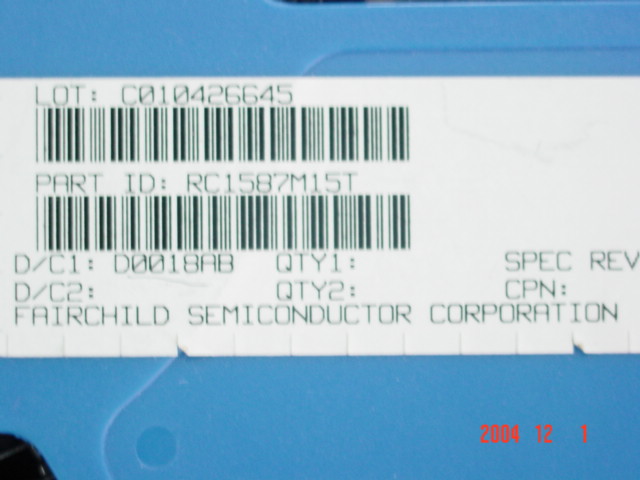 LOT: C010426645
PART ID: RC1587M15T
D/C1: D0018AB QTY1: SPEC REV
D/C2: QTY2: CPN:
FAIRCHILD SEMICONDUCTOR CORPORATION
2004 12 1